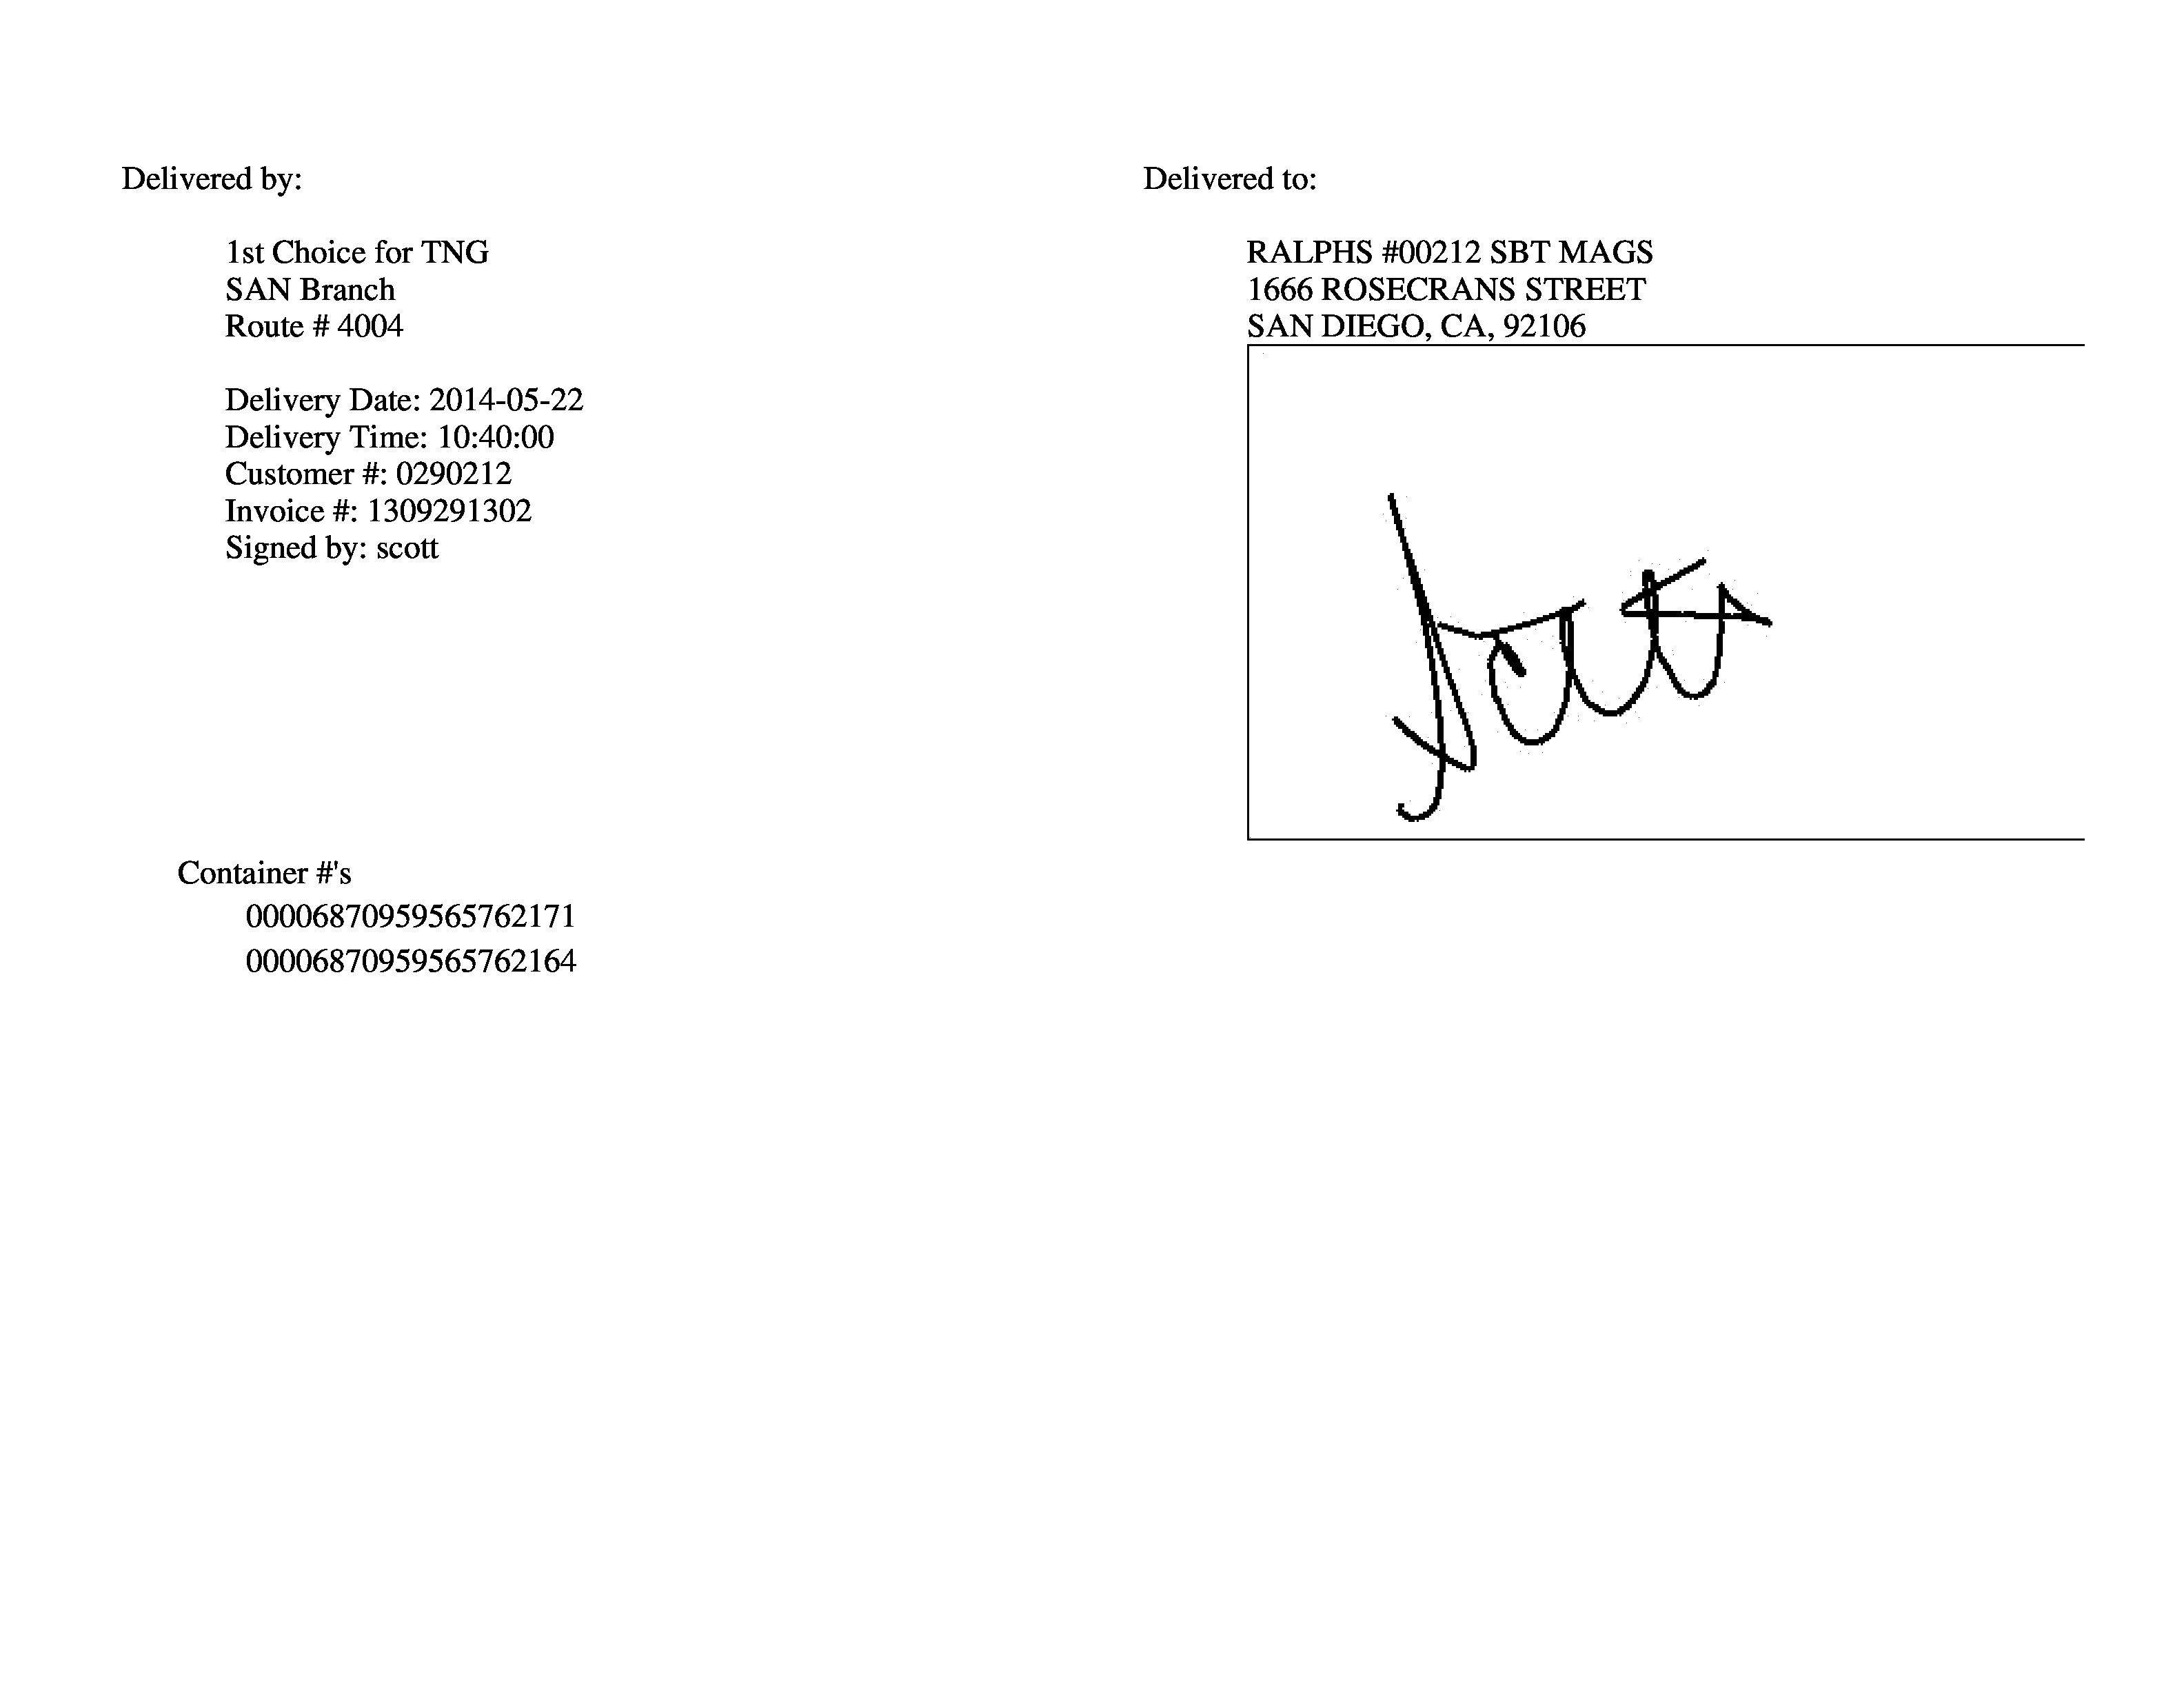 Delivered by:
1st Choice for TNG
SAN Branch
Route # 4004
Delivery Date: 2014-05-22
Delivery Time: 10:40:00
Customer #: 0290212
Invoice #: 1309291302
Signed by: scott
Delivered to:
RALPHS #00212 SBT MAGS
1666 ROSECRANS STREET
SAN DIEGO, CA, 92106
Scott
Container #'s
00006870959565762171
00006870959565762164